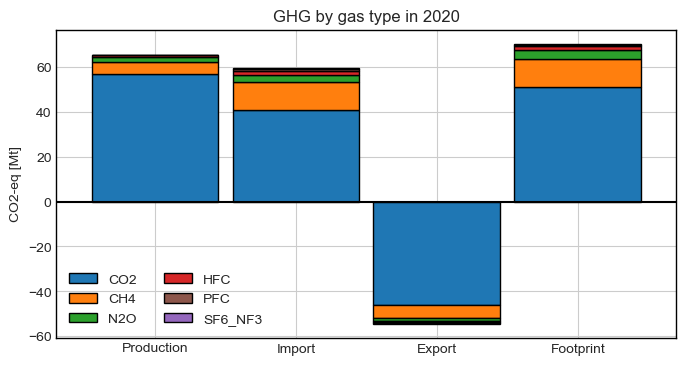 GHG by gas type in 2020
CO2-eq [Mt]
60
40
20
0
−20
−40
−60
CO2
CH4
N2O
HFC
PFC
SF6_NF3
Production
Import
Export
Footprint